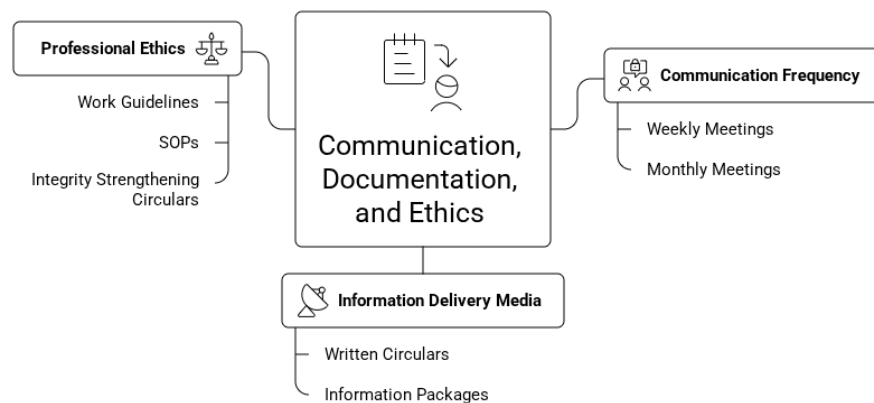 Professional Ethics
Work Guidelines
SOPs
Integrity Strengthening
Circulars
Communication,
Documentation,
and Ethics
Communication Frequency
Weekly Meetings
Monthly Meetings
Information Delivery Media
Written Circulars
Information Packages